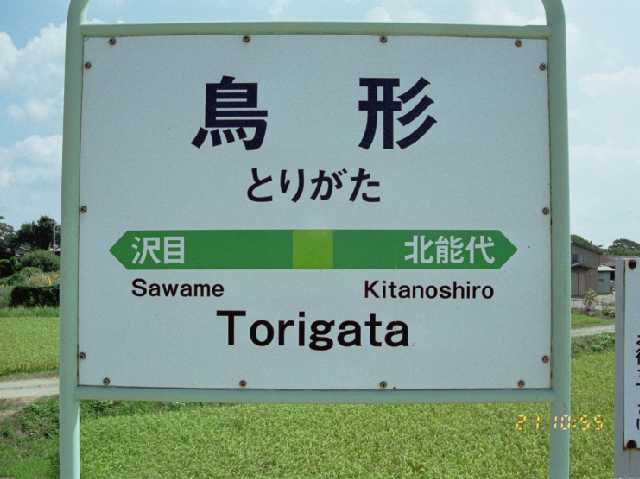 鳥形
とりがた
沢目 北能代
Sawame Kitanoshiro
Torigata
21 10:55